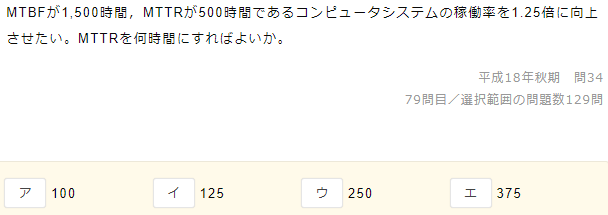 MTBFが1,500時間，MTTRが500時間であるコンピュータシステムの稼働率を1.25倍に向上
させたい。MTTRを何時間にすればよいか。
平成18年秋期　問34
79問目／選択範囲の問題数129問
ア 100 イ 125 ウ 250 エ 375